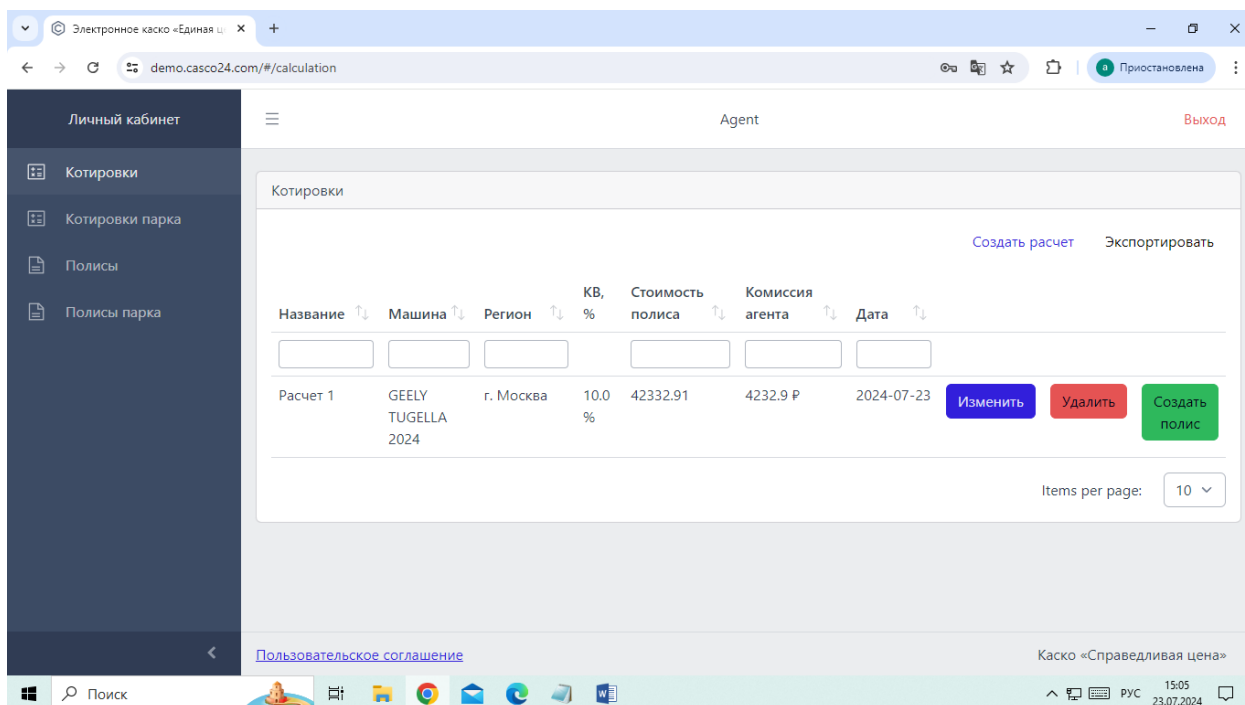 Электронное каско «Единая ц
demo.casco24.com/#/calculation
а Приостановлена
Личный кабинет
Agent
Выход
Котировки
Котировки парка
Полисы
Полисы парка
Котировки
Создать расчет Экспортировать
Название Машина Регион КВ, % Стоимость полиса Комиссия агента Дата
Расчет 1 GEELY TUGELLA 2024 г. Москва 10.0 % 42332.91 4232.9 ₽ 2024-07-23 Изменить Удалить Создать полис
Items per page: 10
Пользовательское соглашение
Каско «Справедливая цена»
Поиск
РУС
15:05
23.07.2024